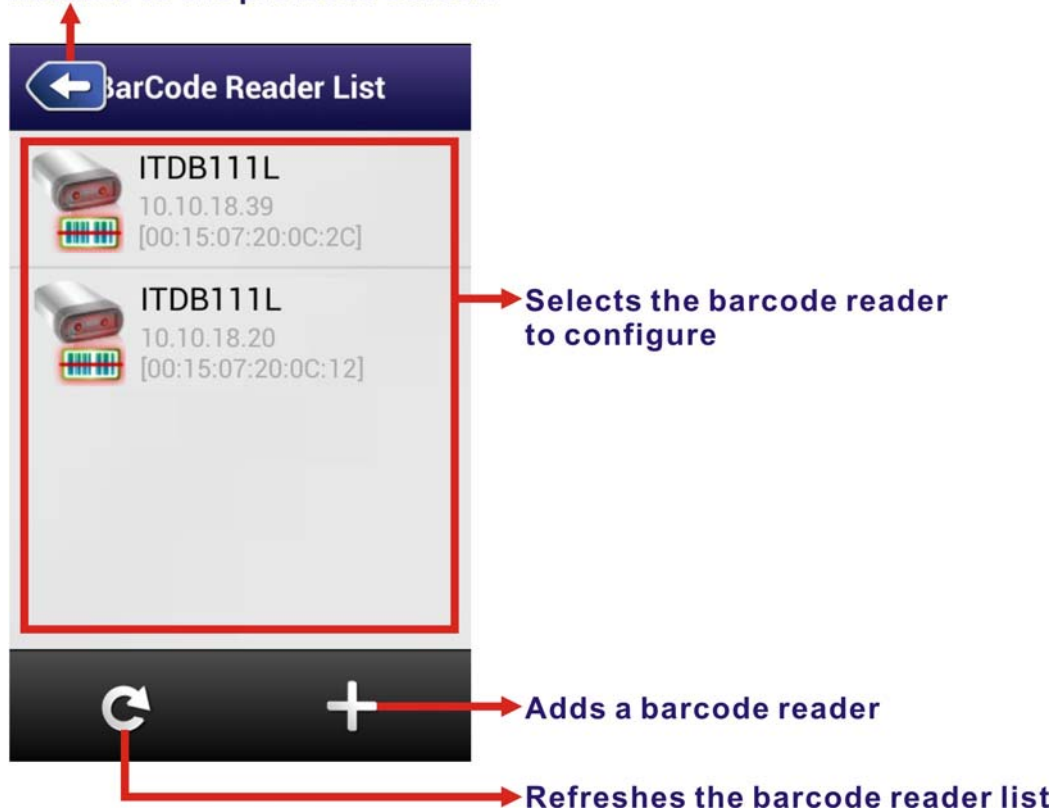 BarCode Reader List
ITDB111L
10.10.18.39
[00:15:07:20:0C:2C]
ITDB111L
10.10.18.20
[00:15:07:20:0C:12]
Selects the barcode reader
to configure
Adds a barcode reader
Refreshes the barcode reader list